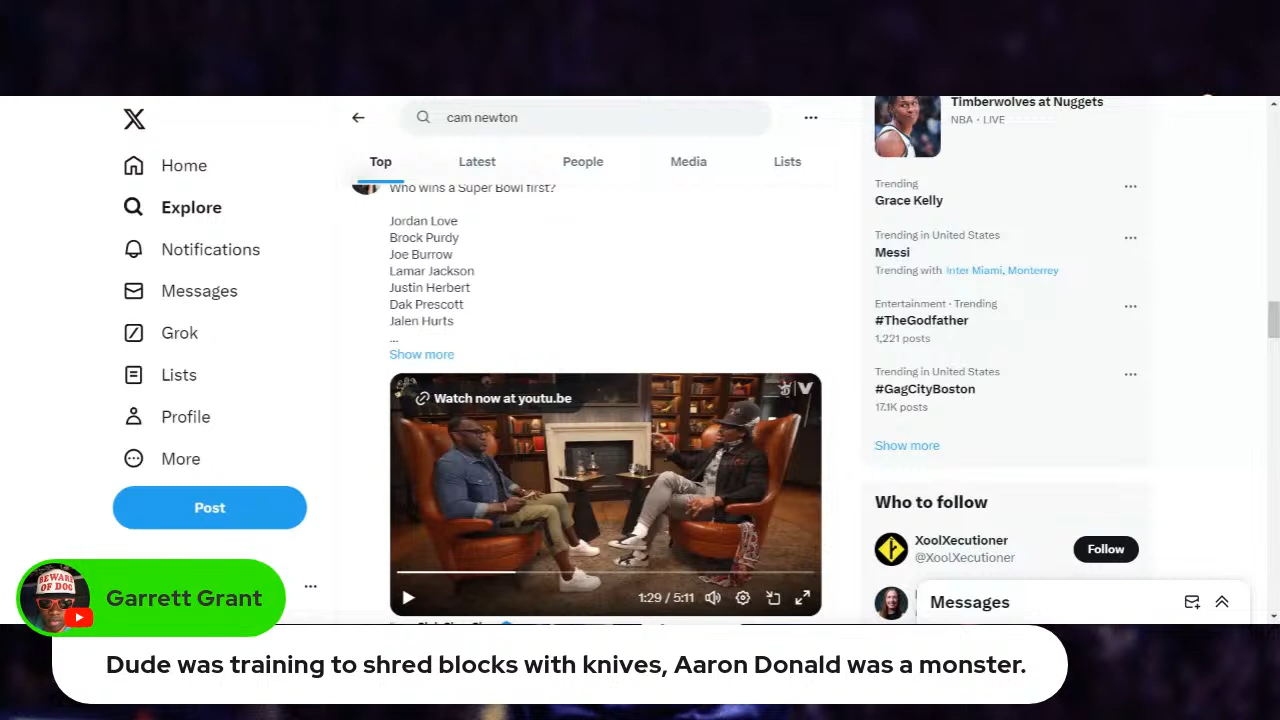 cam newton
Top
Latest
People
Media
Lists
Home
Explore
Notifications
Messages
Grok
Lists
Profile
More
Post
Who wins a Super Bowl first?
Jordan Love
Brock Purdy
Joe Burrow
Lamar Jackson
Justin Herbert
Dak Prescott
Jalen Hurts
...
Show more
Watch now at youtu.be
1:29 / 5:11
Timberwolves at Nuggets
NBA · LIVE
Trending
Grace Kelly
Trending in United States
Messi
Trending with Inter Miami, Monterrey
Entertainment · Trending
#TheGodfather
1,221 posts
Trending in United States
#GagCityBoston
17.1K posts
Show more
Who to follow
XoolXecutioner
@XoolXecutioner
Follow
Messages
BEWARE
OF DOG
Garrett Grant
Dude was training to shred blocks with knives, Aaron Donald was a monster.